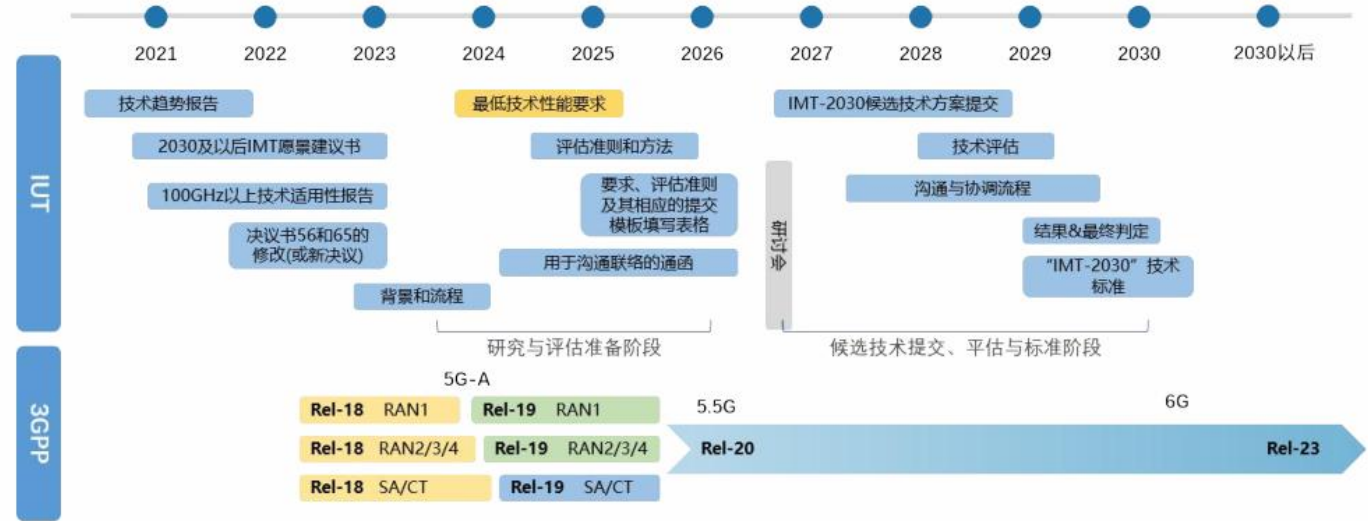 2021 2022 2023 2024 2025 2026 2027 2028 2029 2030 2030以后
IUT
技术趋势报告
最低技术性能要求
IMT-2030候选技术方案提交
2030及以后IMT愿景建议书
评估准则和方法
技术评估
100GHz以上技术适用性报告
要求、评估准则
及其相应的提交
模板填写表格
沟通与协调流程
决议书56和65的
修改(或新决议)
研讨会
结果&最终判定
用于沟通联络的通函
“IMT-2030”技术
标准
背景和流程
研究与评估准备阶段
候选技术提交、平估与标准阶段
3GPP
5G-A
5.5G
6G
Rel-18 RAN1
Rel-19 RAN1
Rel-18 RAN2/3/4
Rel-19 RAN2/3/4
Rel-20
Rel-23
Rel-18 SA/CT
Rel-19 SA/CT